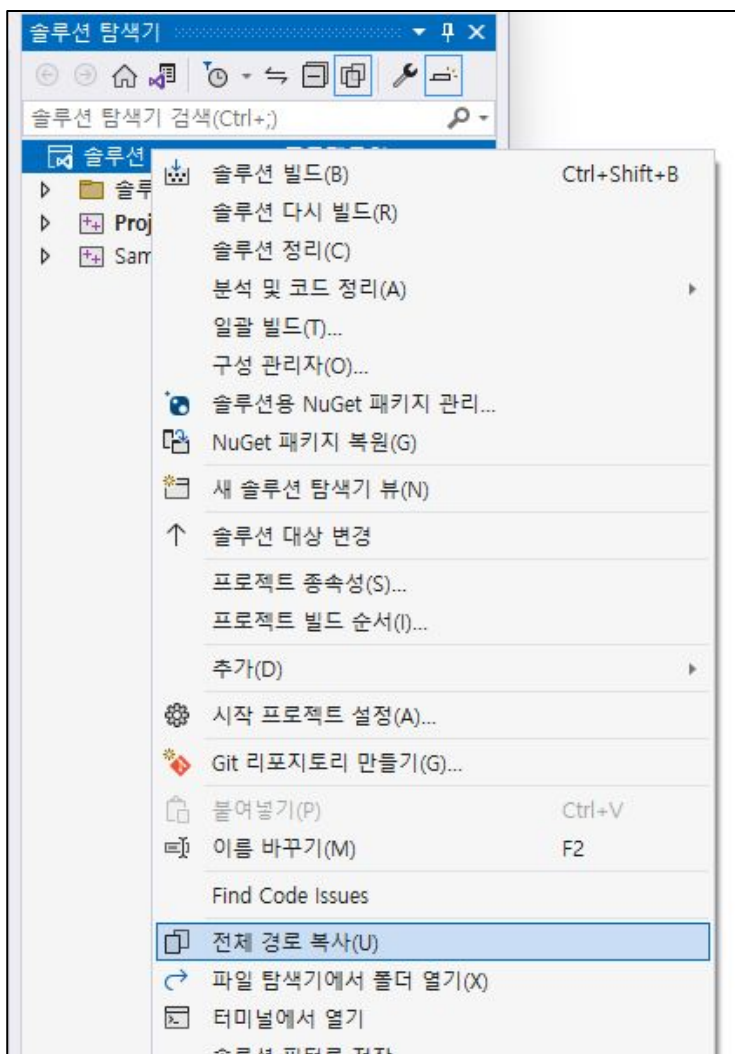 솔루션 탐색기
솔루션 탐색기 검색(Ctrl+;)
솔루션
솔루
Proj
Sam
솔루션 빌드(B) Ctrl+Shift+B
솔루션 다시 빌드(R)
솔루션 정리(C)
분석 및 코드 정리(A)
일괄 빌드(T)...
구성 관리자(O)...
솔루션용 NuGet 패키지 관리...
NuGet 패키지 복원(G)
새 솔루션 탐색기 뷰(N)
솔루션 대상 변경
프로젝트 종속성(S)...
프로젝트 빌드 순서(I)...
추가(D)
시작 프로젝트 설정(A)...
Git 리포지토리 만들기(G)...
붙여넣기(P) Ctrl+V
이름 바꾸기(M) F2
Find Code Issues
전체 경로 복사(U)
파일 탐색기에서 폴더 열기(X)
터미널에서 열기